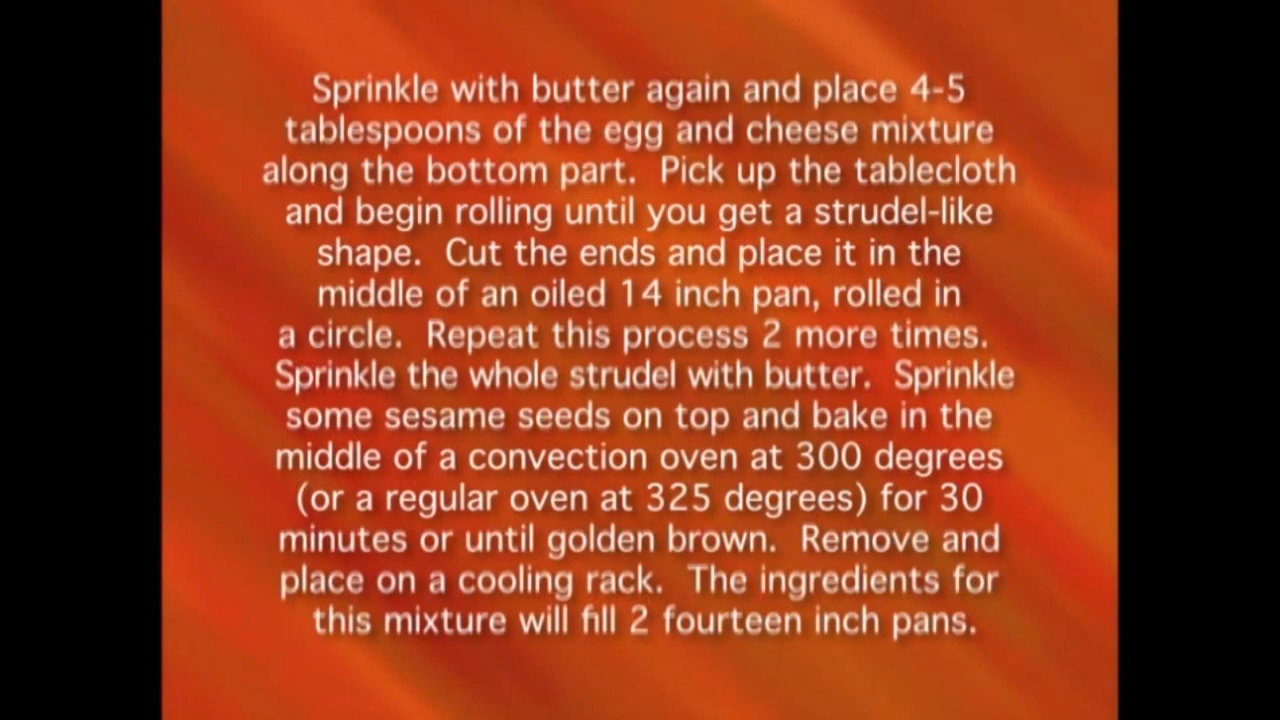 Sprinkle with butter again and place 4-5
tablespoons of the egg and cheese mixture
along the bottom part.  Pick up the tablecloth
and begin rolling until you get a strudel-like
shape.  Cut the ends and place it in the
middle of an oiled 14 inch pan, rolled in
a circle.  Repeat this process 2 more times.
Sprinkle the whole strudel with butter.  Sprinkle
some sesame seeds on top and bake in the
middle of a convection oven at 300 degrees
(or a regular oven at 325 degrees) for 30
minutes or until golden brown.  Remove and
place on a cooling rack.  The ingredients for
this mixture will fill 2 fourteen inch pans.